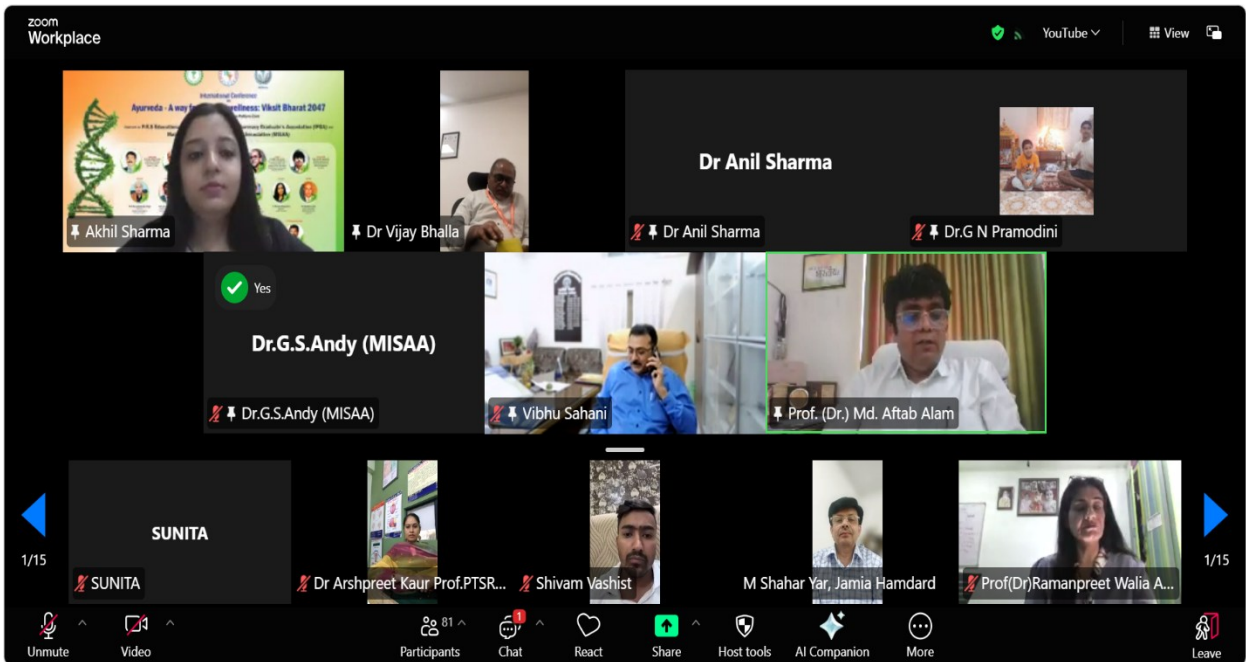 zoom
Workplace
YouTube
View
International Conference
Ayurveda - A way
wellness: Viksit Bharat 2047
Akhil Sharma
Dr Vijay Bhalla
Dr Anil Sharma
Dr Anil Sharma
Dr.G N Pramodini
Yes
Dr.G.S.Andy (MISAA)
Dr.G.S.Andy (MISAA)
Vibhu Sahani
Prof. (Dr.) Md. Aftab Alam
SUNITA
1/15
1/15
SUNITA
Dr Arshpreet Kaur Prof.PTSR...
Shivam Vashist
M Shahar Yar, Jamia Hamdard
Prof(Dr)Ramanpreet Walia A...
81
1
Unmute
Video
Participants
Chat
React
Share
Host tools
AI Companion
More
Leave